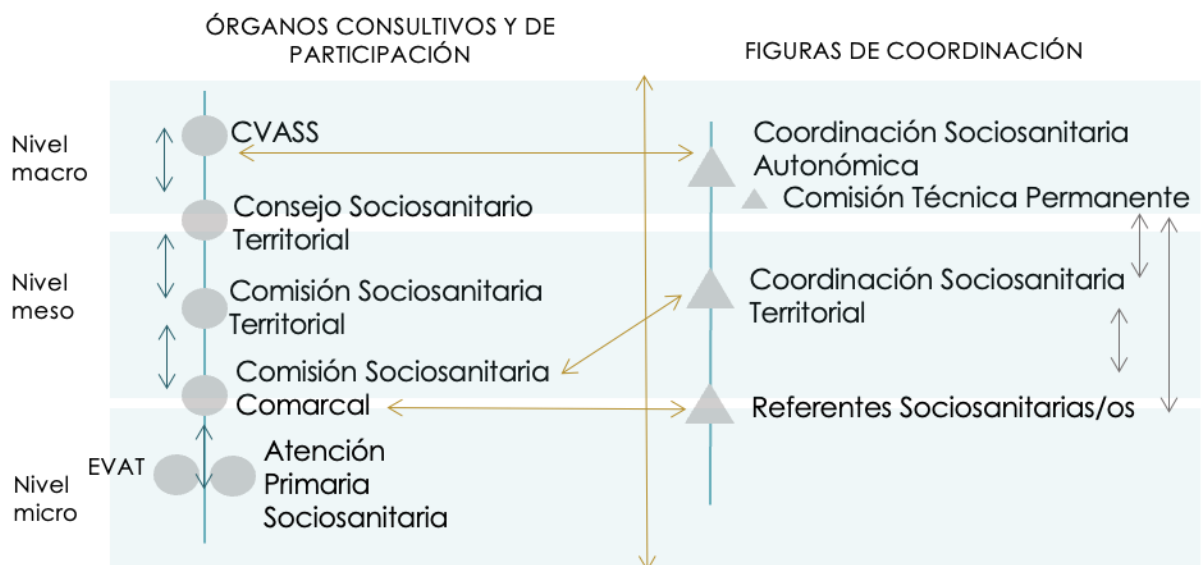 ÓRGANOS CONSULTIVOS Y DE
PARTICIPACIÓN
FIGURAS DE COORDINACIÓN
Nivel
macro
CVASS
Coordinación Sociosanitaria
Autonómica
Comisión Técnica Permanente
Consejo Sociosanitario
Territorial
Nivel
meso
Comisión Sociosanitaria
Territorial
Coordinación Sociosanitaria
Territorial
Comisión Sociosanitaria
Comarcal
Referentes Sociosanitarias/os
Nivel
micro
EVAT
Atención
Primaria
Sociosanitaria